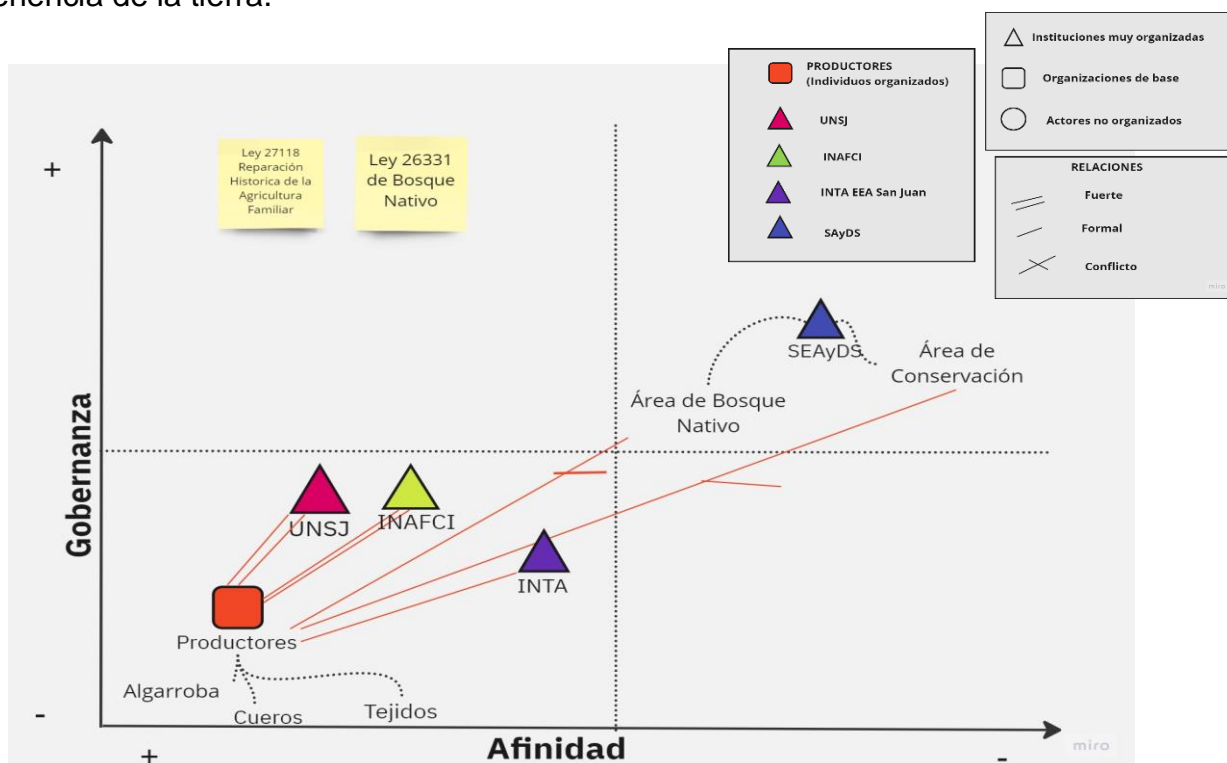 enencia de la tierra.
Instituciones muy organizadas
Organizaciones de base
Actores no organizados
PRODUCTORES
(Individuos organizados)
UNSJ
INAFCI
INTA EEA San Juan
SAyDS
RELACIONES
Fuerte
Formal
Conflicto
miro
+
Ley 27118
Reparación
Historica de la
Agricultura
Familiar
Ley 26331
de Bosque
Nativo
SEAyDS
Área de
Conservación
Área de Bosque
Nativo
Gobernanza
UNSJ
INAFCI
INTA
Productores
Algarroba
Cueros
Tejidos
-
+
Afinidad
-
miro